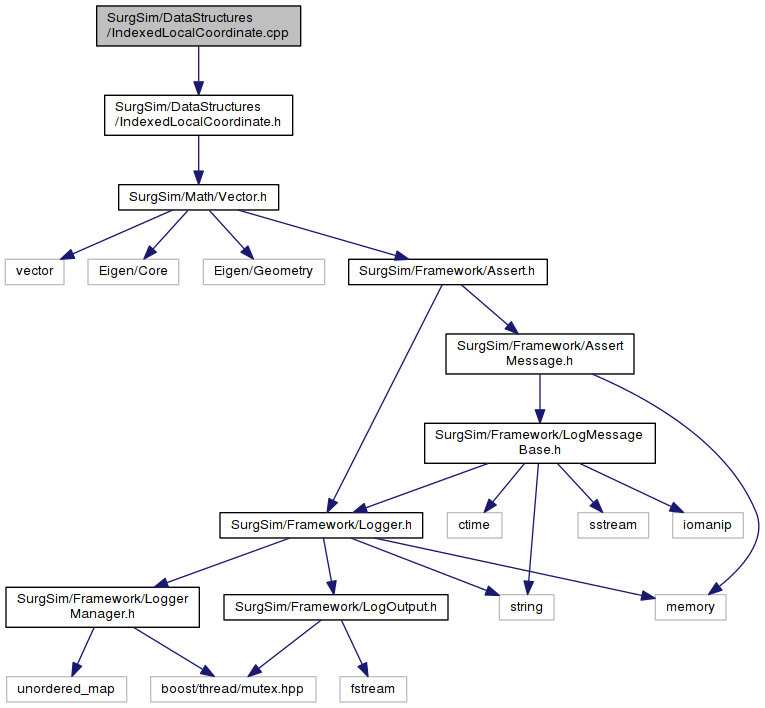 SurgSim/DataStructures
/IndexedLocalCoordinate.cpp
SurgSim/DataStructures
/IndexedLocalCoordinate.h
SurgSim/Math/Vector.h
vector
Eigen/Core
Eigen/Geometry
SurgSim/Framework/Assert.h
SurgSim/Framework/Assert
Message.h
SurgSim/Framework/LogMessage
Base.h
SurgSim/Framework/Logger.h
ctime
sstream
iomanip
SurgSim/Framework/Logger
Manager.h
SurgSim/Framework/LogOutput.h
string
memory
unordered_map
boost/thread/mutex.hpp
fstream